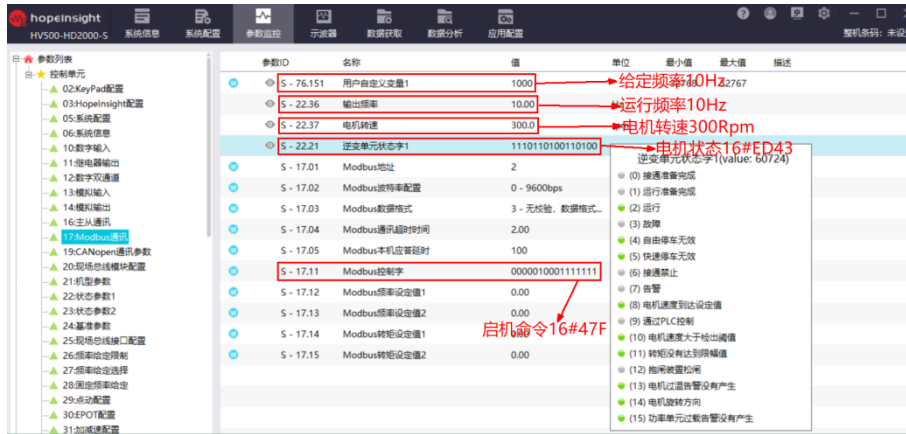 hopeInsight
HV500-HD2000-S 系统信息 系统配置 参数监控 示波器 数据获取 数据分析 应用配置 整机条码: 未设
参数列表
控制单元
02:KeyPad配置
03:HopeInsight配置
05:系统配置
06:系统信息
10:数字输入
11:继电器输出
12:数字双通道
13:模拟输入
14:模拟输出
16:主从通讯
17:Modbus通讯
19:CANopen通讯参数
20:现场总线模块配置
21:机型参数
22:状态参数1
23:状态参数2
24:基准参数
25:现场总线接口配置
26:频率给定限制
27:频率给定选择
28:固定频率给定
29:点动配置
30:EPOT配置
31:加减速配置
参数ID 名称 值 单位 最小值 最大值 描述
S - 76.151 用户自定义变量1 1000 给定频率10Hz 32767
S - 22.36 输出频率 10.00 运行频率10Hz
S - 22.37 电机转速 300.0 电机转速300Rpm
S - 22.21 逆变单元状态字1 1110110100110100 电机状态16#ED43
S - 17.01 Modbus地址 2
S - 17.02 Modbus波特率配置 0 - 9600bps
S - 17.03 Modbus数据格式 3 - 无校验，数据格式...
S - 17.04 Modbus通讯超时时间 2.00
S - 17.05 Modbus本机应答延时 100
S - 17.11 Modbus控制字 0000010001111111
S - 17.12 Modbus频率设定值1 0.00
S - 17.13 Modbus频率设定值2 0.00
S - 17.14 Modbus转矩设定值1 0.00
S - 17.15 Modbus转矩设定值2 0.00
启机命令16#47F
逆变单元状态字1(value: 60724)
(0) 接通准备完成
(1) 运行准备完成
(2) 运行
(3) 故障
(4) 自由停车无效
(5) 快速停车无效
(6) 接通禁止
(7) 告警
(8) 电机速度到达设定值
(9) 通过PLC控制
(10) 电机速度大于检出阈值
(11) 转矩没有达到限幅值
(12) 抱闸装置松闸
(13) 电机过温告警没有产生
(14) 电机旋转方向
(15) 功率单元过载告警没有产生